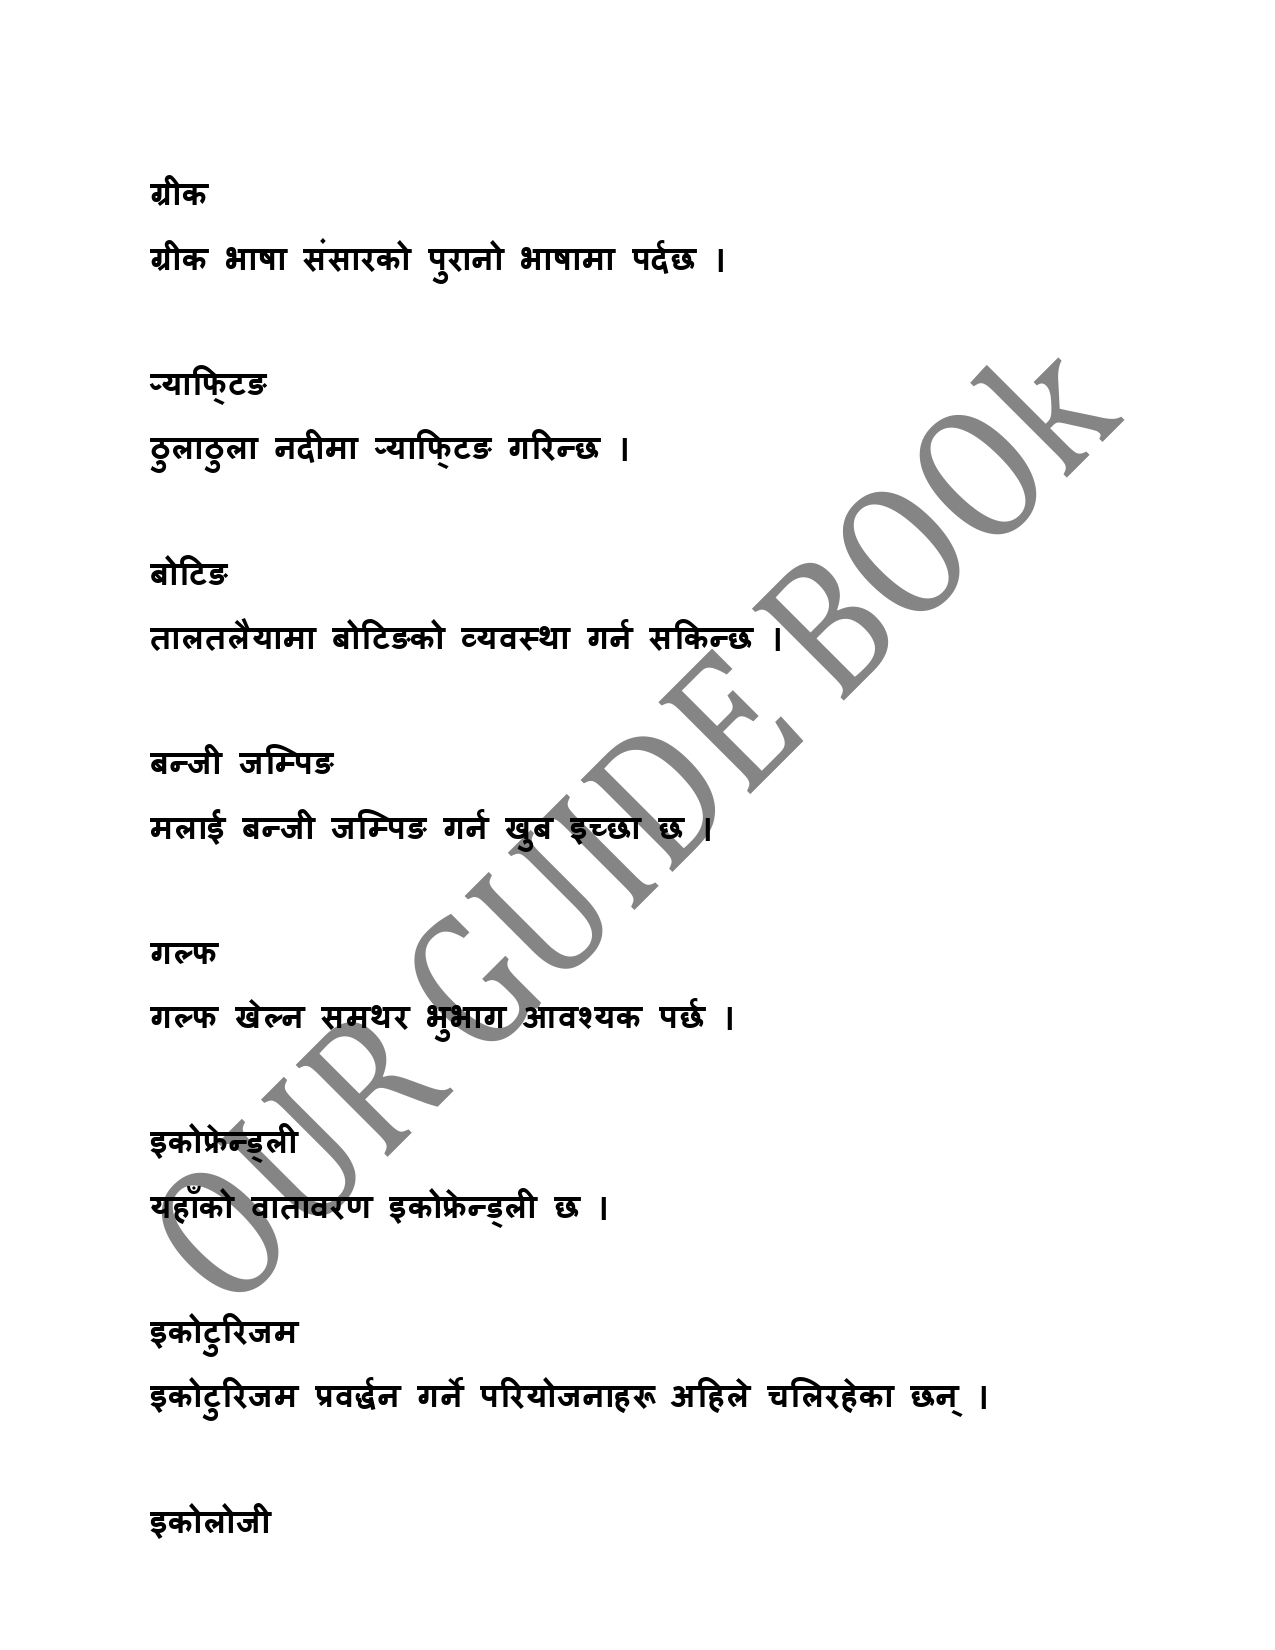 ग्रीक
ग्रीक भाषा संसारको पुरानो भाषामा पर्दछ ।
र्‍याफ्टिङ
ठुलाठुला नदीमा र्‍याफ्टिङ गरिन्छ ।
बोटिङ
तालतलैयामा बोटिङको व्यवस्था गर्न सकिन्छ ।
बन्जी जम्पिङ
मलाई बन्जी जम्पिङ गर्न खुब इच्छा छ ।
गल्फ
गल्फ खेल्न समथर भुभाग आवश्यक पर्छ ।
इकोफ्रेन्ड्ली
यहाँको वातावरण इकोफ्रेन्ड्ली छ ।
इकोटुरिजम
इकोटुरिजम प्रवर्द्धन गर्ने परियोजनाहरू अहिले चलिरहेका छन् ।
इकोलोजी
OUR GUIDE BOOk